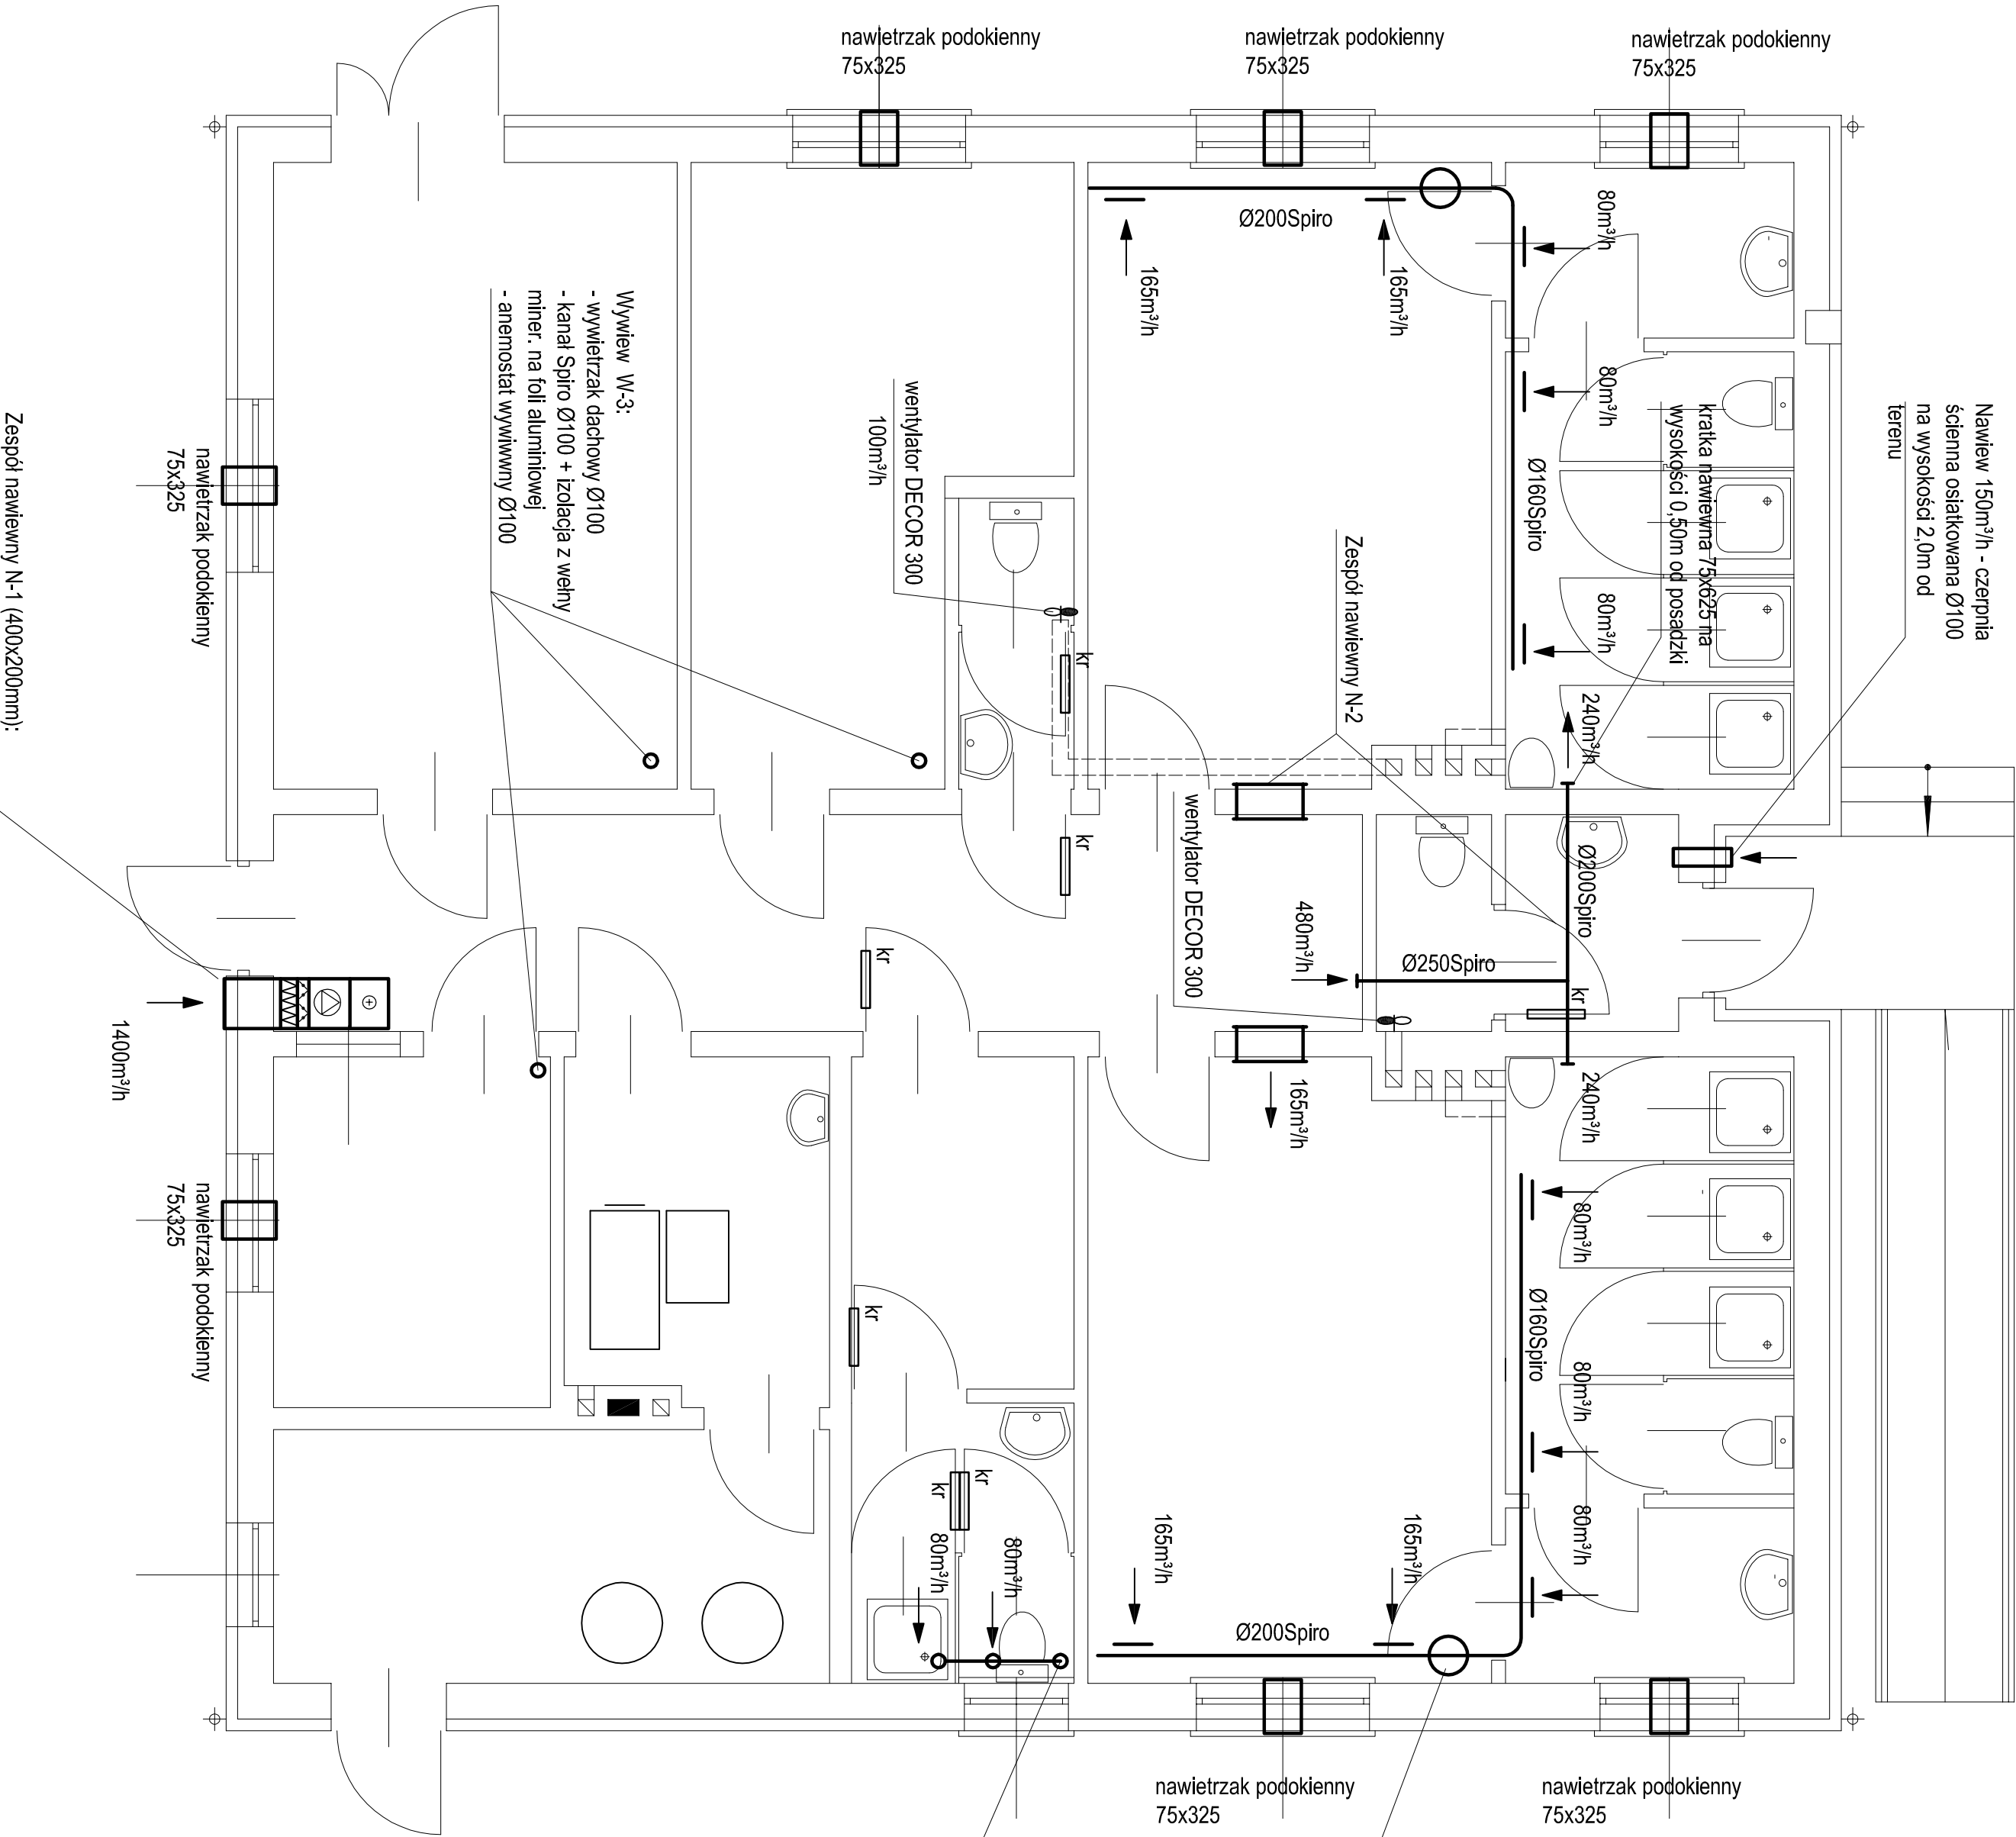 nawietrzak podokienny
75x325
nawietrzak podokienny
75x325
nawietrzak podokienny
75x325
Nawiew 150m³/h - czerpnia
ścienna osiatkowana Ø100
na wysokości 2,0m od
terenu
kratka nawiewna 75x625 na
wysokości 0,50m od posadzki
80m³/h
80m³/h
80m³/h
240m³/h
Ø160Spiro
Ø200Spiro
165m³/h
165m³/h
Wywiew W-3:
- wywietrzak dachowy Ø100
- kanał Spiro Ø100 + izolacja z wełny
miner. na foli aluminiowej
- anemostat wywiwwny Ø100
wentylator DECOR 300
100m³/h
Zespół nawiewny N-2
kr
kr
nawietrzak podokienny
75x325
Zespół nawiewny N-1 (400x200mm):
wentylator DECOR 300
480m³/h
Ø250Spiro
Ø200Spiro
kr
kr
1400m³/h
165m³/h
240m³/h
80m³/h
Ø160Spiro
80m³/h
80m³/h
nawietrzak podokienny
75x325
kr
kr
kr
80m³/h
80m³/h
165m³/h
165m³/h
Ø200Spiro
nawietrzak podokienny
75x325
nawietrzak podokienny
75x325